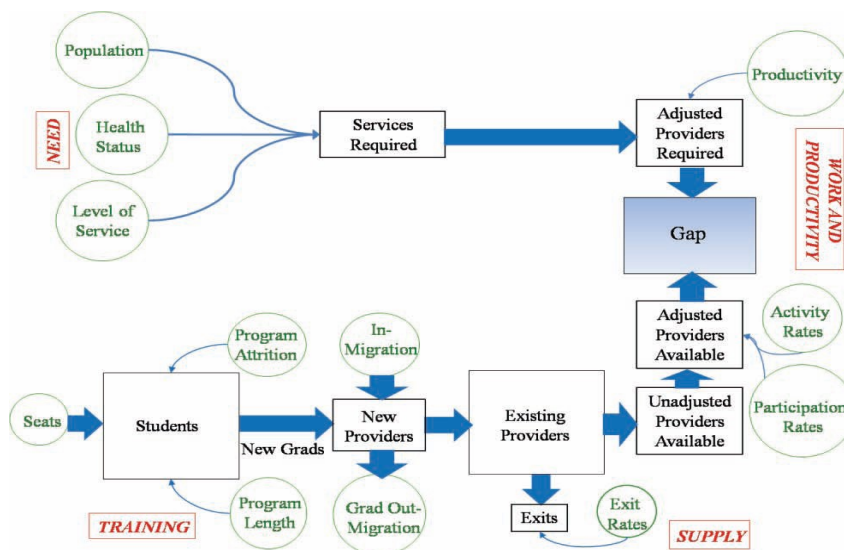 Population
Productivity
NEED
Health
Status
Services
Required
Adjusted
Providers
Required
WORK AND
PRODUCTIVITY
Level of
Service
Gap
Program
Attrition
In-
Migration
Adjusted
Providers
Available
Activity
Rates
Seats
Students
New Grads
New
Providers
Existing
Providers
Unadjusted
Providers
Available
Participation
Rates
TRAINING
Program
Length
Grad Out-
Migration
Exits
Exit
Rates
SUPPLY